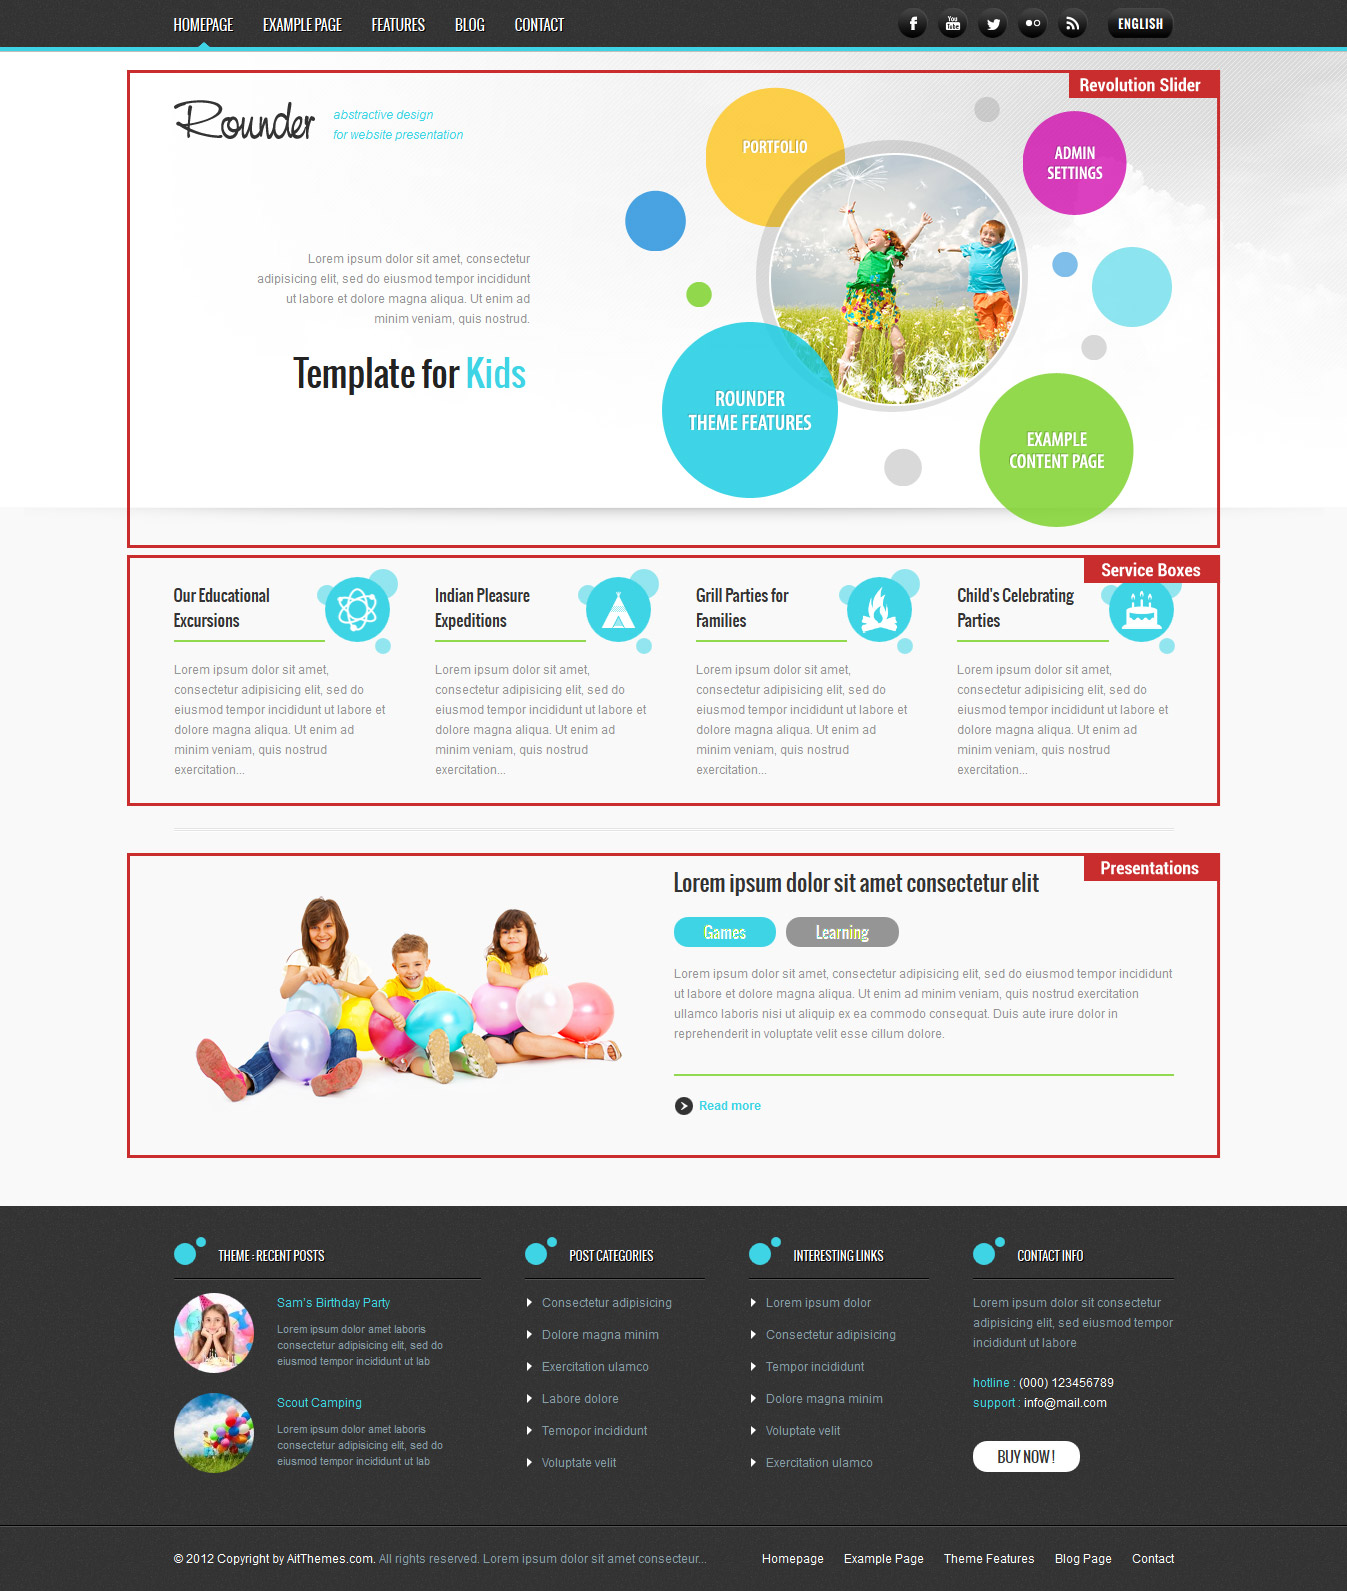 HOMEPAGE EXAMPLE PAGE FEATURES BLOG CONTACT
You Tube
ENGLISH
Revolution Slider
Rounder
abstractive design
for website presentation
PORTFOLIO
ADMIN
SETTINGS
Lorem ipsum dolor sit amet, consectetur
adipisicing elit, sed do eiusmod tempor incididunt
ut labore et dolore magna aliqua. Ut enim ad
minim veniam, quis nostrud.
Template for Kids
ROUNDER
THEME FEATURES
EXAMPLE
CONTENT PAGE
Service Boxes
Our Educational
Excursions
Lorem ipsum dolor sit amet,
consectetur adipisicing elit, sed do
eiusmod tempor incididunt ut labore et
dolore magna aliqua. Ut enim ad
minim veniam, quis nostrud
exercitation...
Indian Pleasure
Expeditions
Lorem ipsum dolor sit amet,
consectetur adipisicing elit, sed do
eiusmod tempor incididunt ut labore et
dolore magna aliqua. Ut enim ad
minim veniam, quis nostrud
exercitation...
Grill Parties for
Families
Lorem ipsum dolor sit amet,
consectetur adipisicing elit, sed do
eiusmod tempor incididunt ut labore et
dolore magna aliqua. Ut enim ad
minim veniam, quis nostrud
exercitation...
Child's Celebrating
Parties
Lorem ipsum dolor sit amet,
consectetur adipisicing elit, sed do
eiusmod tempor incididunt ut labore et
dolore magna aliqua. Ut enim ad
minim veniam, quis nostrud
exercitation...
Presentations
Lorem ipsum dolor sit amet consectetur elit
Games Learning
Lorem ipsum dolor sit amet, consectetur adipisicing elit, sed do eiusmod tempor incididunt
ut labore et dolore magna aliqua. Ut enim ad minim veniam, quis nostrud exercitation
ullamco laboris nisi ut aliquip ex ea commodo consequat. Duis aute irure dolor in
reprehenderit in voluptate velit esse cillum dolore.
Read more
THEME : RECENT POSTS
Sam's Birthday Party
Lorem ipsum dolor amet laboris
consectetur adipisicing elit, sed do
eiusmod tempor incididunt ut lab
Scout Camping
Lorem ipsum dolor amet laboris
consectetur adipisicing elit, sed do
eiusmod tempor incididunt ut lab
POST CATEGORIES
Consectetur adipisicing
Dolore magna minim
Exercitation ulamco
Labore dolore
Temopor incididunt
Voluptate velit
INTERESTING LINKS
Lorem ipsum dolor
Consectetur adipisicing
Tempor incididunt
Dolore magna minim
Voluptate velit
Exercitation ulamco
CONTACT INFO
Lorem ipsum dolor sit consectetur
adipisicing elit, sed do eiusmod tempor
incididunt ut labore
hotline : (000) 123456789
support : info@mail.com
BUY NOW !
© 2012 Copyright by AitThemes.com. All rights reserved. Lorem ipsum dolor sit amet consecteur...
Homepage Example Page Theme Features Blog Page Contact